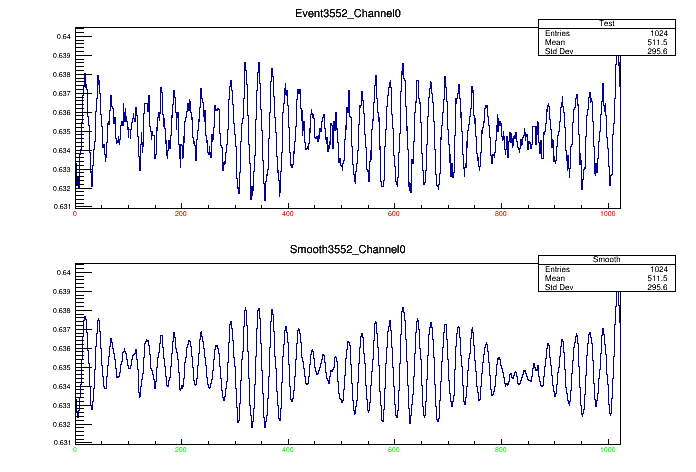 Event3552_Channel0
Test
Entries 1024
Mean 511.5
Std Dev 295.6
0.64
0.639
0.638
0.637
0.636
0.635
0.634
0.633
0.632
0.631
0 200 400 600 800 1000
Smooth3552_Channel0
Smooth
Entries 1024
Mean 511.5
Std Dev 295.6
0.64
0.639
0.638
0.637
0.636
0.635
0.634
0.633
0.632
0.631
0 200 400 600 800 1000